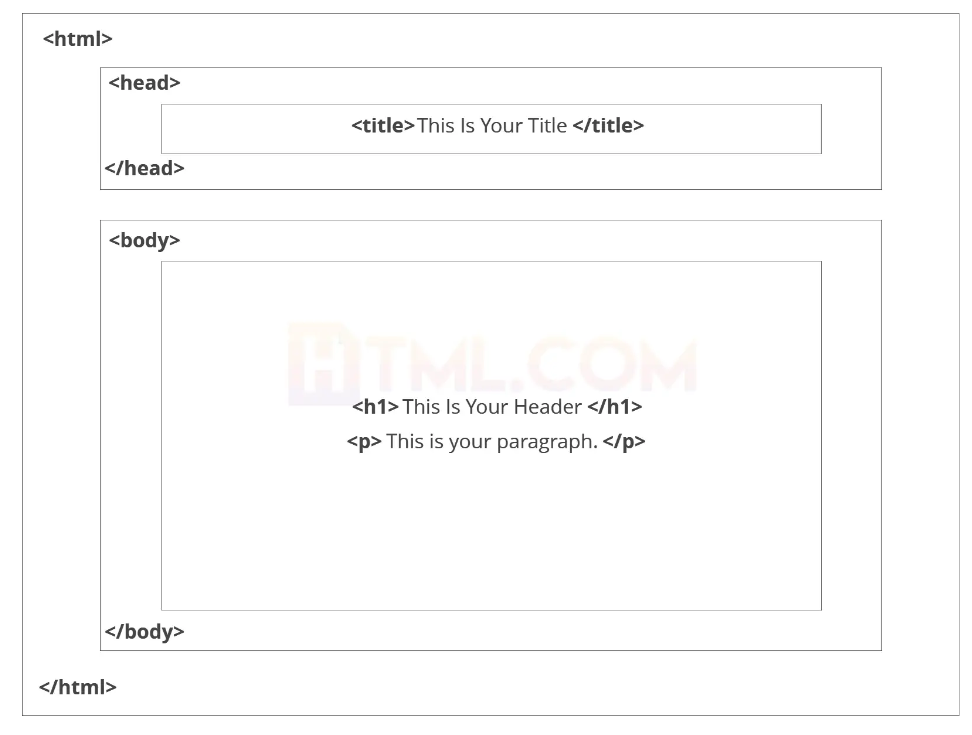 <html>
<head>
<title>This Is Your Title </title>
</head>
<body>
HTML.COM
<h1> This Is Your Header </h1>
<p> This is your paragraph. </p>
</body>
</html>